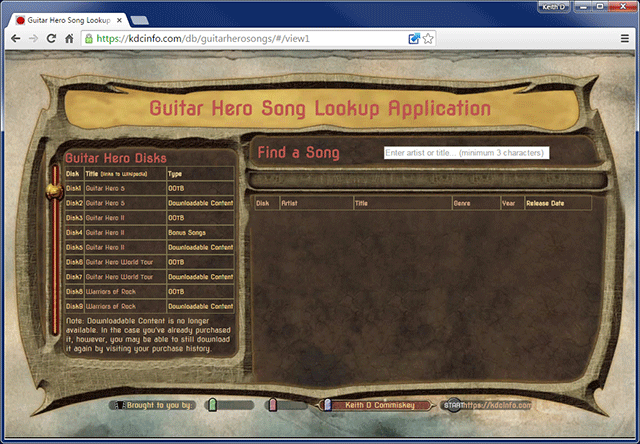 Keith D
Guitar Hero Song Lookup
https://kdcinfo.com/db/guitarherosongs/#/view1
Guitar Hero Song Lookup Application
Guitar Hero Disks
Disk Title (links to Wikipedia) Type
Disk1 Guitar Hero 5 OOTB
Disk2 Guitar Hero 5 Downloadable Content
Disk3 Guitar Hero II OOTB
Disk4 Guitar Hero II Bonus Songs
Disk5 Guitar Hero II Downloadable Content
Disk6 Guitar Hero World Tour OOTB
Disk7 Guitar Hero World Tour Downloadable Content
Disk8 Warriors of Rock OOTB
Disk9 Warriors of Rock Downloadable Content
Note: Downloadable Content is no longer
available. In the case you've already purchased
it, however, you may be able to still download
it again by visiting your purchase history.
Find a Song
Enter artist or title... (minimum 3 characters)
Disk Artist Title Genre Year Release Date
Brought to you by:
Keith D Commiskey
START
https://kdcinfo.com